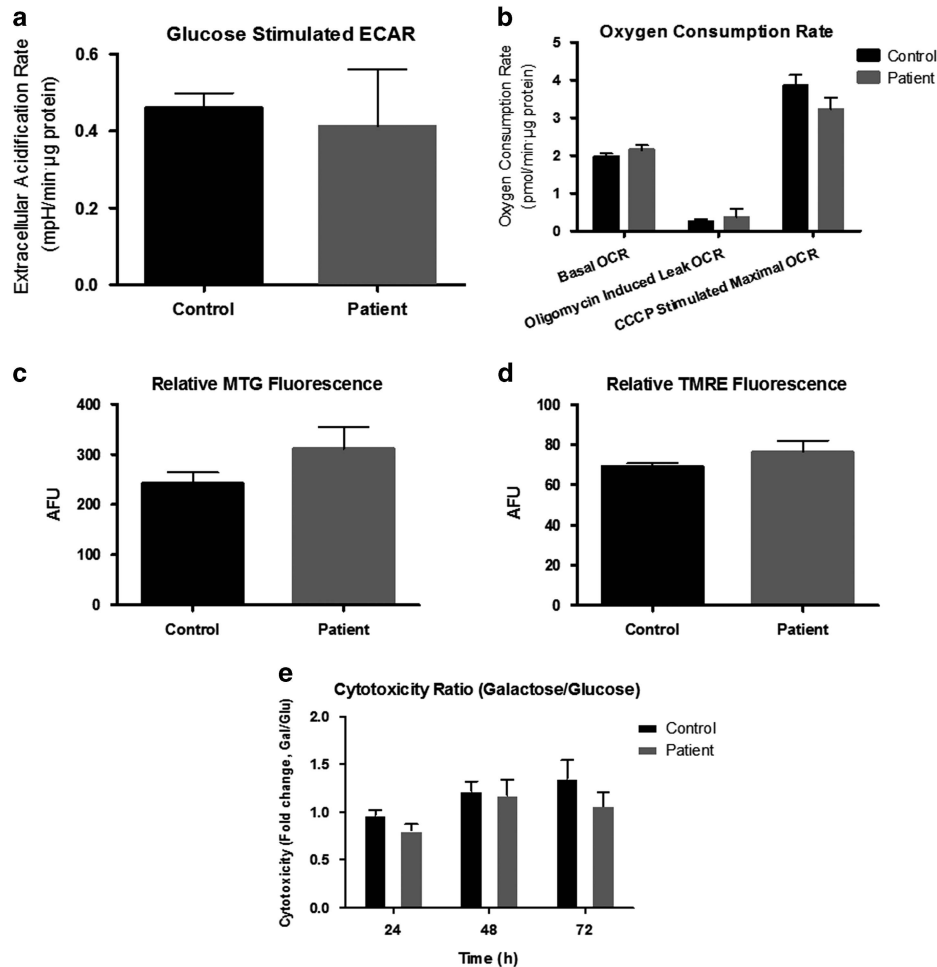 a
Glucose Stimulated ECAR
Extracellular Acidification Rate
(mpH/min·µg protein)
0.6
0.4
0.2
0.0
Control
Patient
b
Oxygen Consumption Rate
Oxygen Consumption Rate
(pmol/min·µg protein)
5
4
3
2
1
0
Basal OCR
Oligomycin Induced Leak OCR
CCCP Stimulated Maximal OCR
Control
Patient
c
Relative MTG Fluorescence
AFU
400
300
200
100
0
Control
Patient
d
Relative TMRE Fluorescence
AFU
100
80
60
40
20
0
Control
Patient
e
Cytotoxicity Ratio (Galactose/Glucose)
Cytotoxicity (Fold change, Gal/Glu)
2.0
1.5
1.0
0.5
0.0
24
48
72
Time (h)
Control
Patient